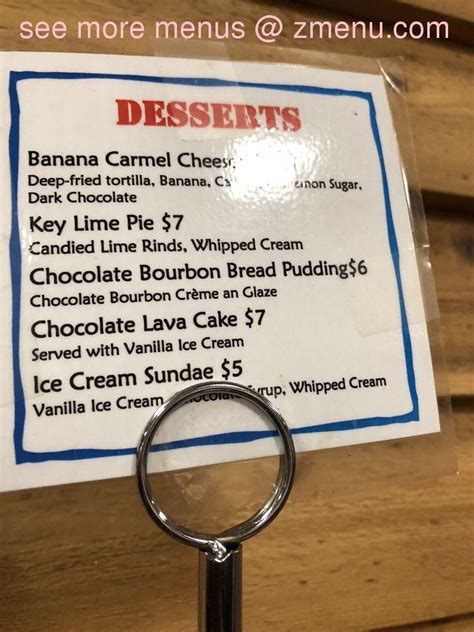 see more menus @ zmenu.com
DESSERTS
Banana Carmel
Deep-fried tortilla, Banana, Sugar,
Dark Chocolate
Key Lime Pie $7
Candied Lime Rinds, Whipped Cream
Chocolate Bourbon Bread Pudding$6
Chocolate Bourbon Crème an Glaze
Chocolate Lava Cake $7
Served with Vanilla Ice Cream
Ice Cream Sundae $5
Vanilla Ice Cream, Whipped Cream